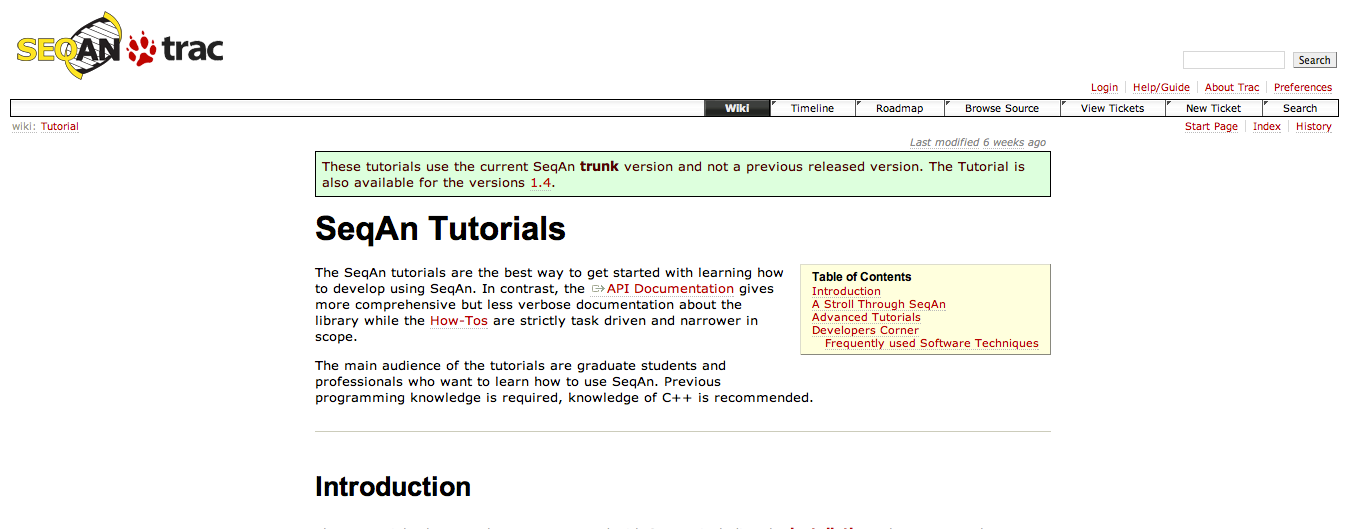 SEQAN trac
Search
Login Help/Guide About Trac Preferences
Wiki Timeline Roadmap Browse Source View Tickets New Ticket Search
wiki: Tutorial Start Page Index History
Last modified 6 weeks ago
These tutorials use the current SeqAn trunk version and not a previous released version. The Tutorial is
also available for the versions 1.4.
SeqAn Tutorials
The SeqAn tutorials are the best way to get started with learning how
to develop using SeqAn. In contrast, the API Documentation gives
more comprehensive but less verbose documentation about the
library while the How-Tos are strictly task driven and narrower in
scope.
Table of Contents
Introduction
A Stroll Through SeqAn
Advanced Tutorials
Developers Corner
Frequently used Software Techniques
The main audience of the tutorials are graduate students and
professionals who want to learn how to use SeqAn. Previous
programming knowledge is required, knowledge of C++ is recommended.
Introduction